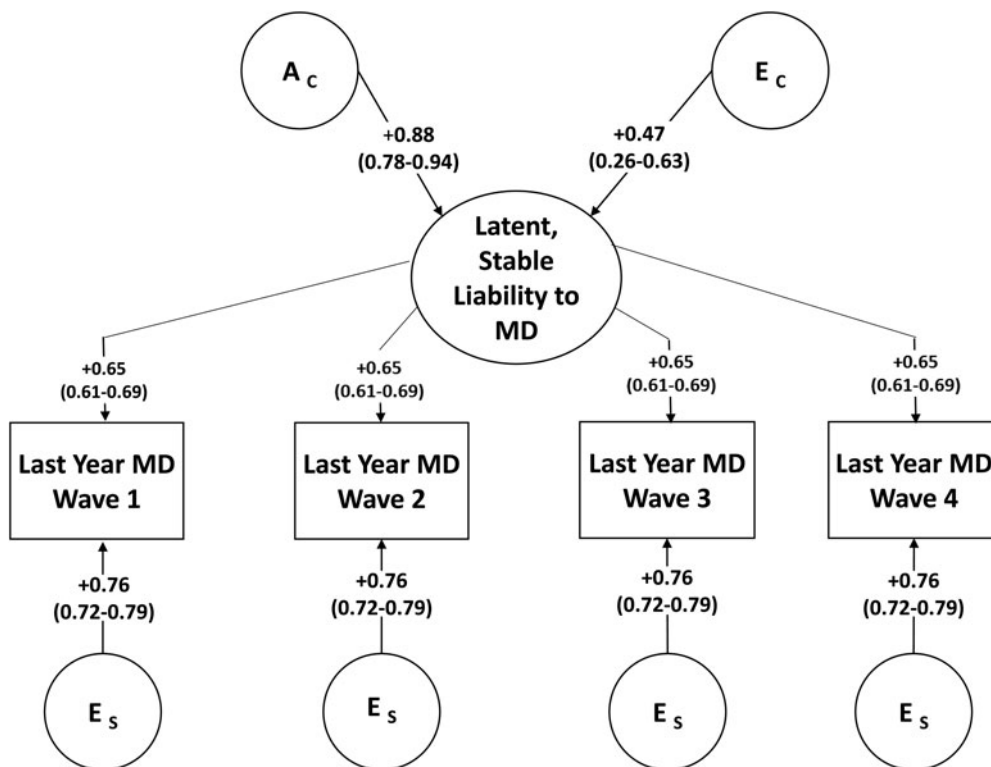 A C
E C
+0.88
(0.78-0.94)
+0.47
(0.26-0.63)
Latent,
Stable
Liability to
MD
+0.65
(0.61-0.69)
+0.65
(0.61-0.69)
+0.65
(0.61-0.69)
+0.65
(0.61-0.69)
Last Year MD
Wave 1
Last Year MD
Wave 2
Last Year MD
Wave 3
Last Year MD
Wave 4
+0.76
(0.72-0.79)
+0.76
(0.72-0.79)
+0.76
(0.72-0.79)
+0.76
(0.72-0.79)
E S
E S
E S
E S